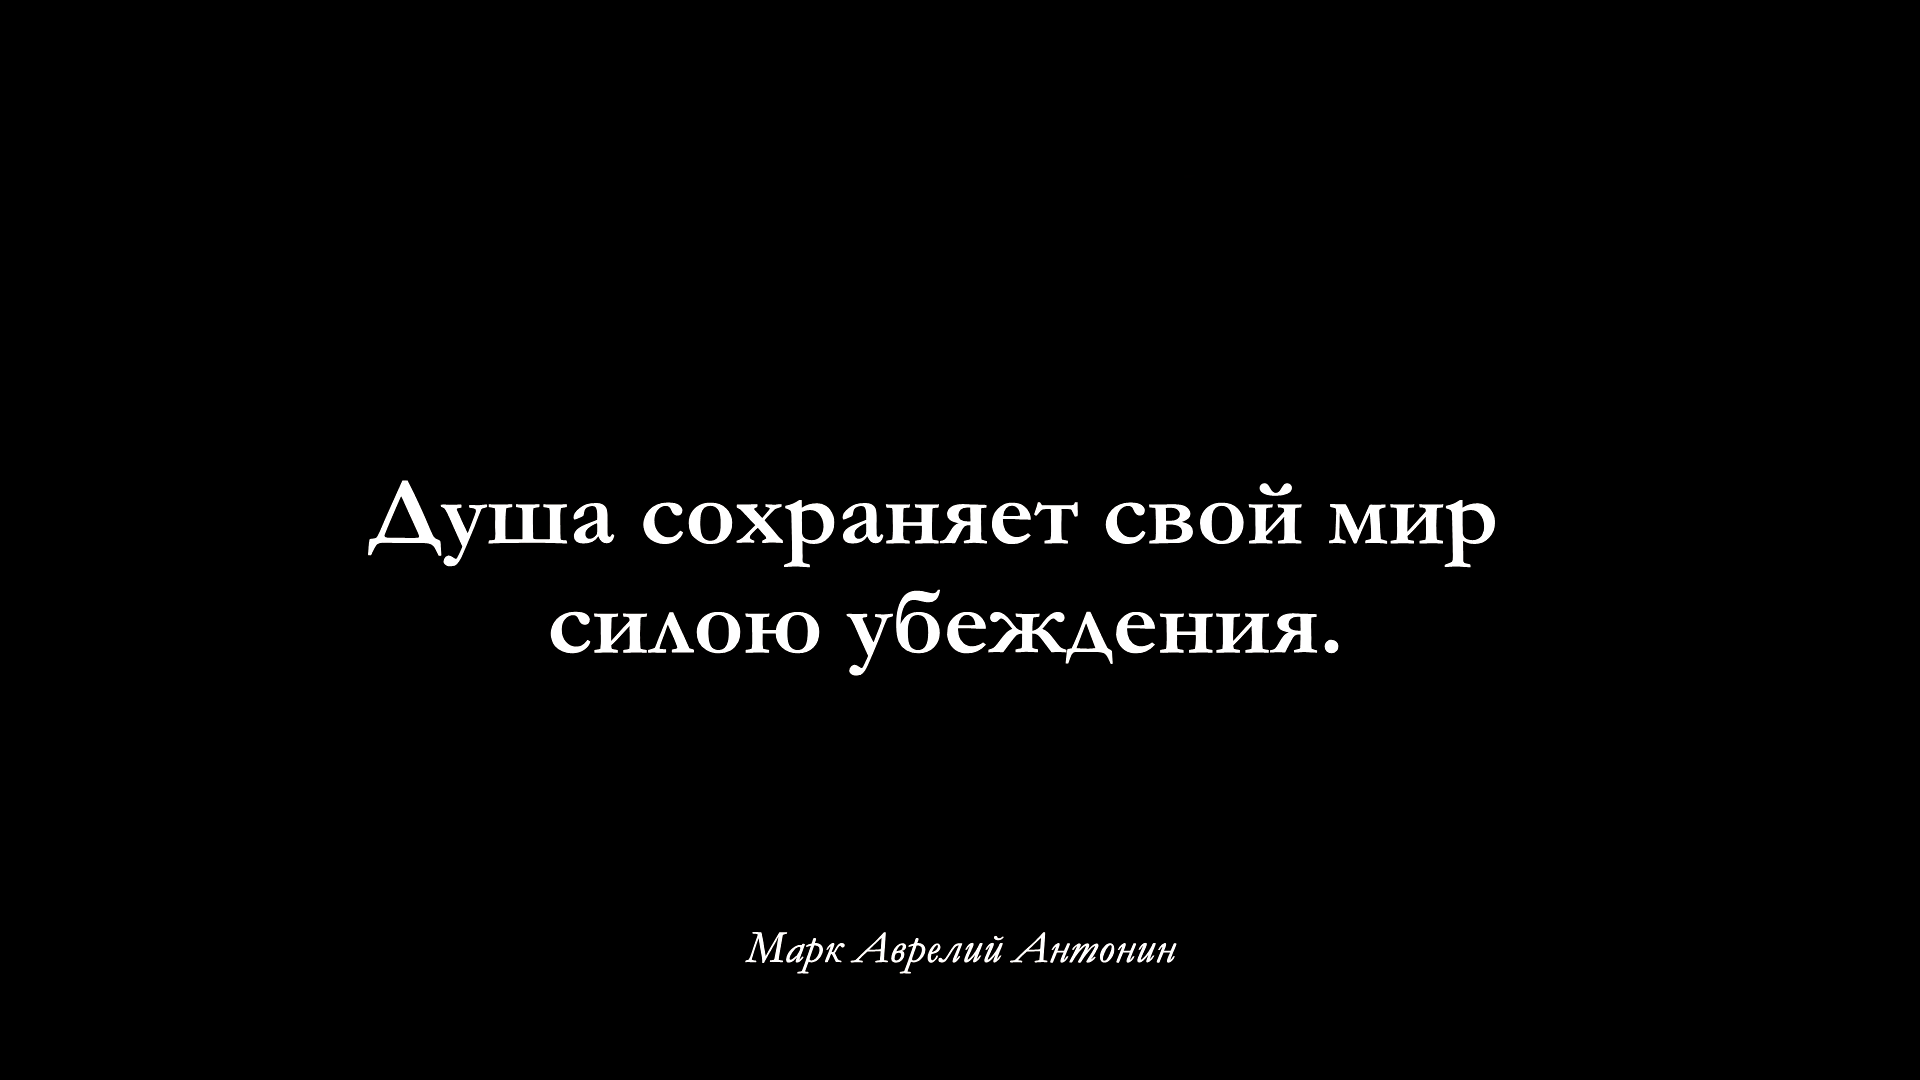 Душа сохраняет свой мир
силою убеждения.
Марк Аврелий Антонин